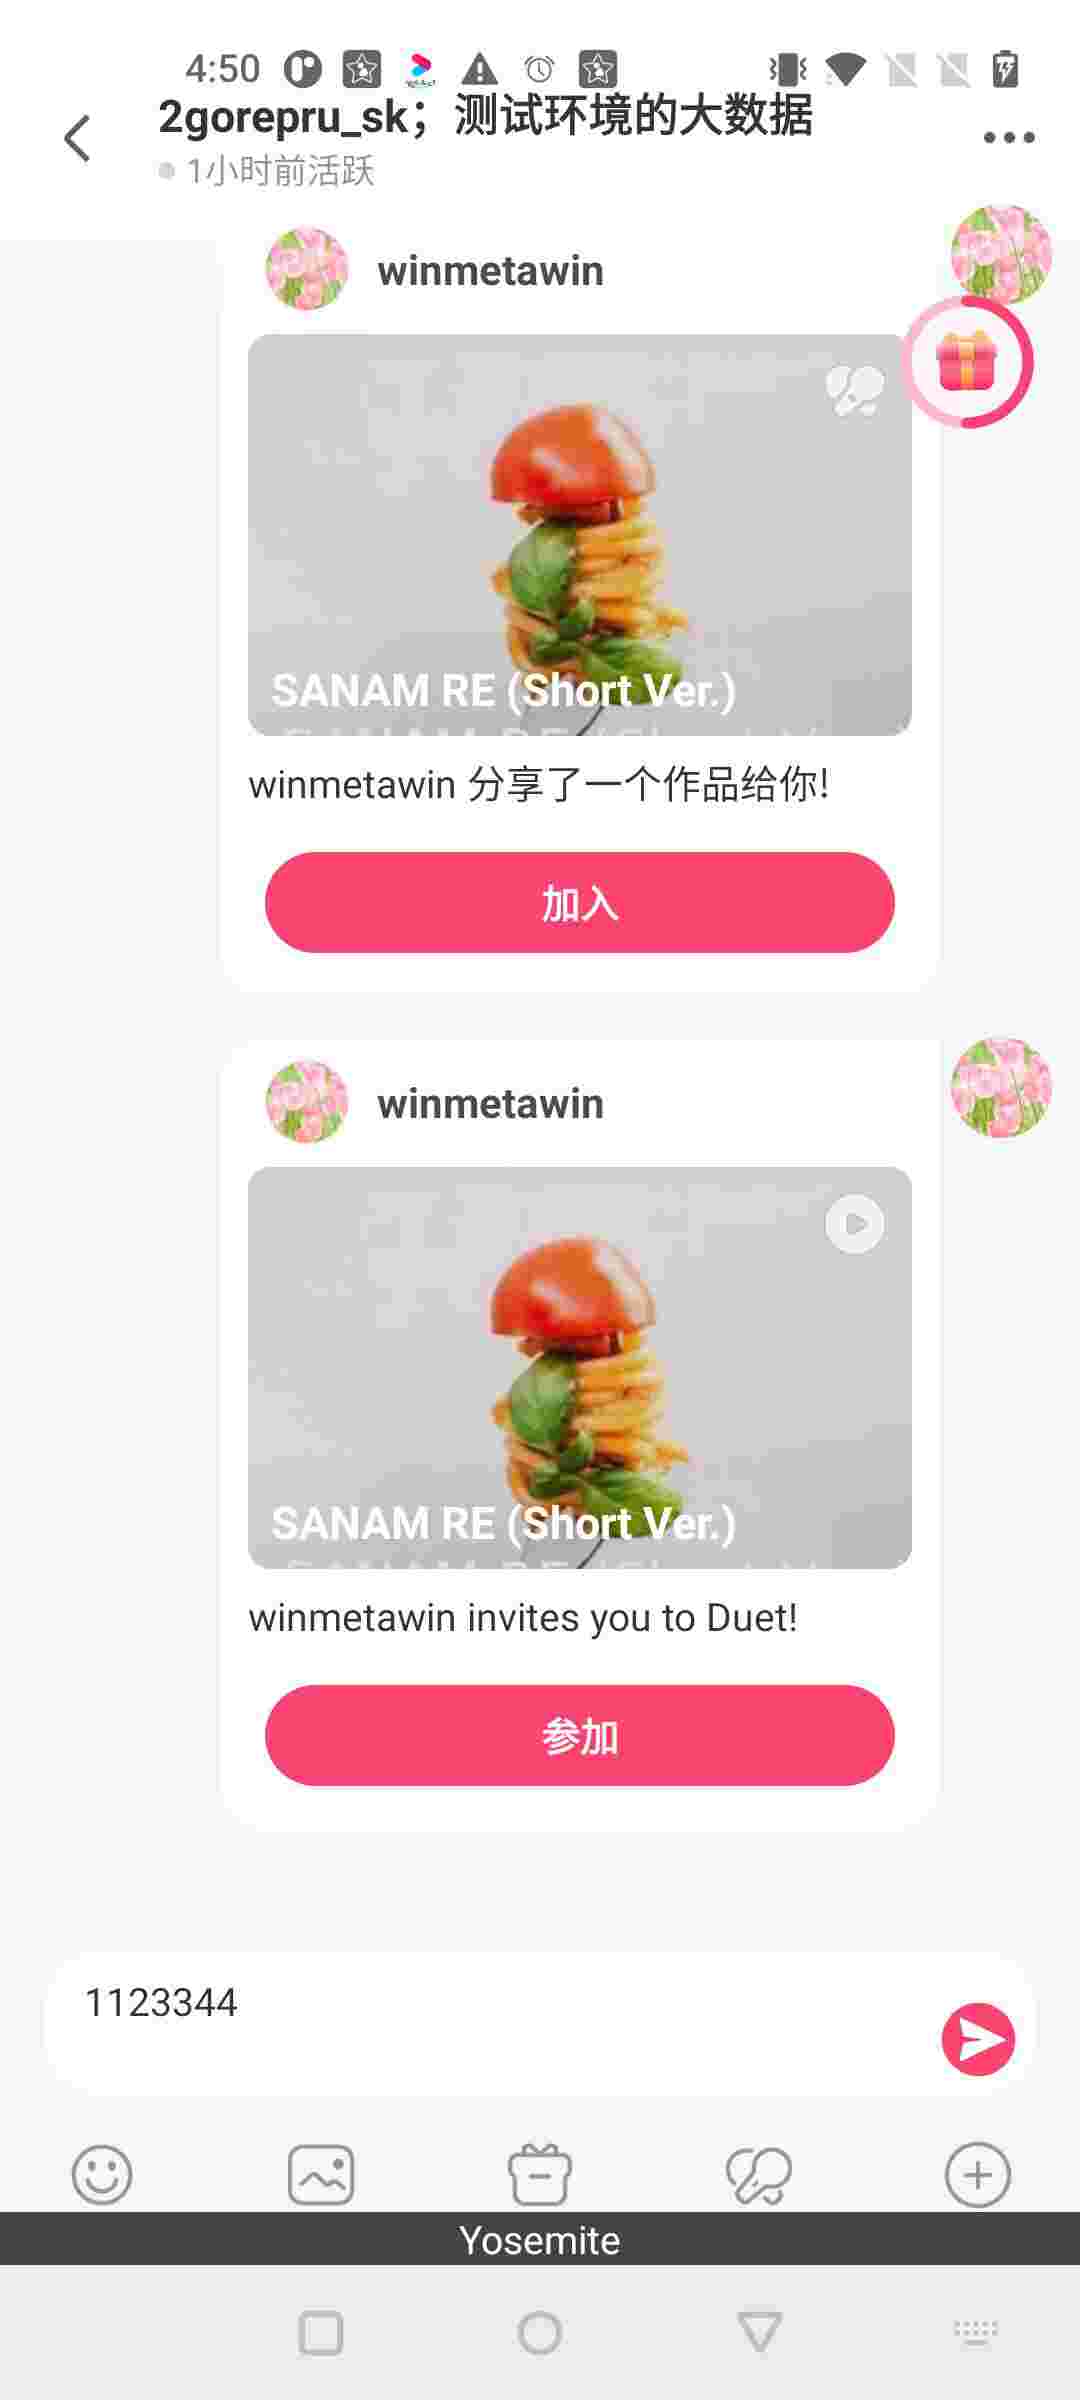 4:50
2gorepru_sk；测试环境的大数据
1小时前活跃
winmetawin
SANAM RE (Short Ver.)
winmetawin 分享了一个作品给你!
加入
winmetawin
SANAM RE (Short Ver.)
winmetawin invites you to Duet!
参加
1123344
Yosemite